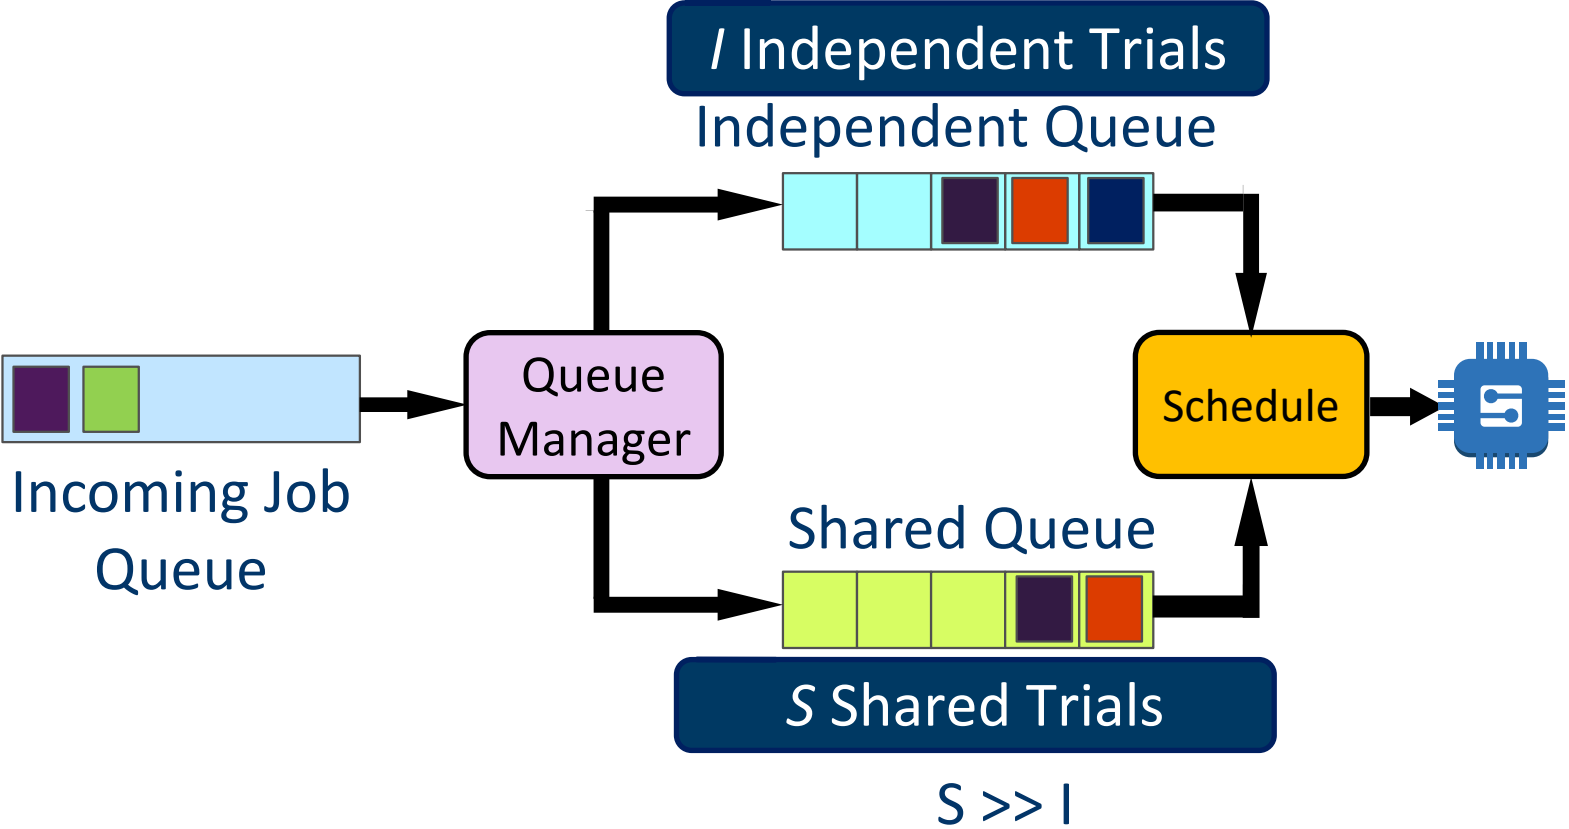 I Independent Trials
Independent Queue
Queue
Manager
Schedule
Incoming Job
Queue
Shared Queue
S Shared Trials
S >> I